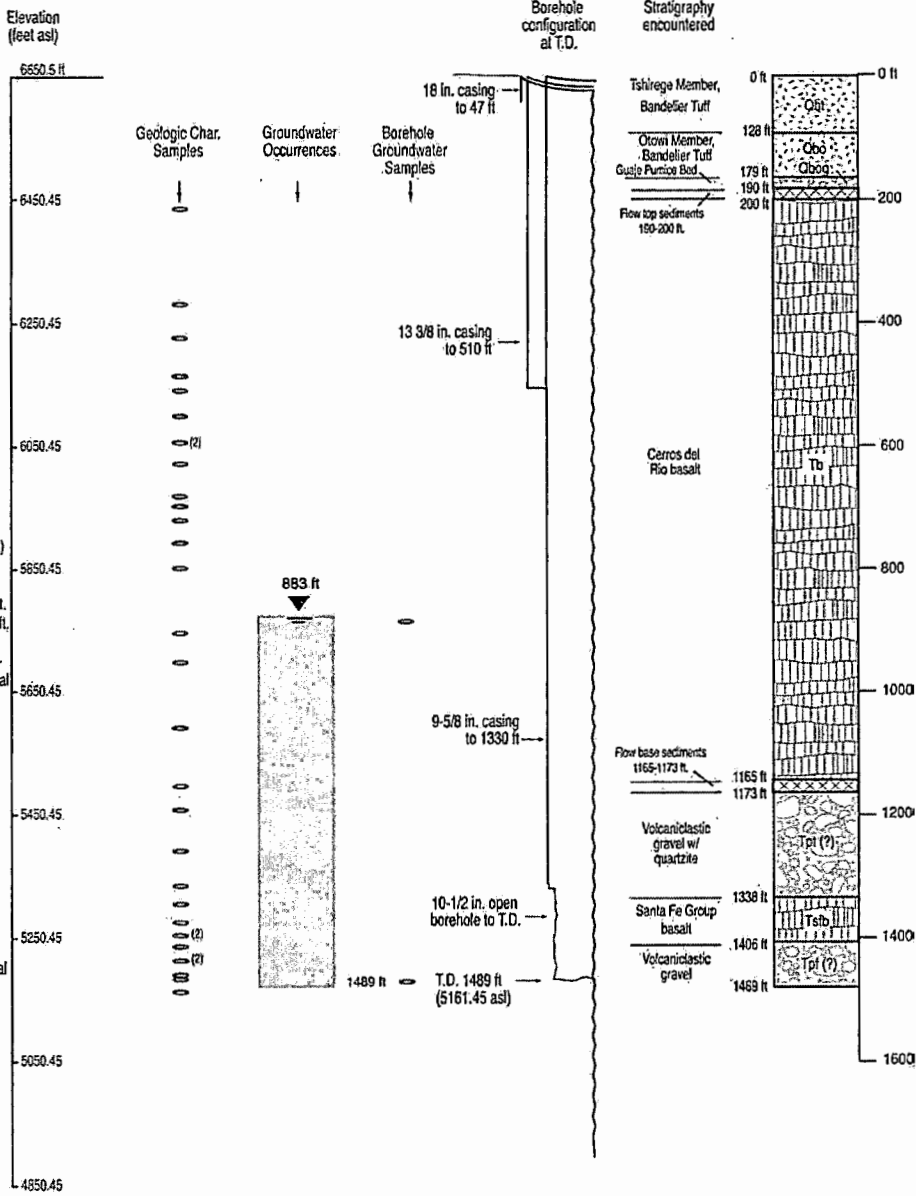 Elevation
(feet asl)
6650.5 ft
6450.45
6250.45
6050.45
5850.45
5650.45
5450.45
5250.45
5050.45
4850.45
)
t.
ft.
al
al
Geologic Char.
Samples
(2)
(2)
(2)
Groundwater
Occurrences
883 ft
Borehole
Groundwater
Samples
1489 ft
Borehole
configuration
at T.D.
18 in. casing
to 47 ft
13 3/8 in. casing
to 510 ft
9-5/8 in. casing
to 1330 ft
10-1/2 in. open
borehole to T.D.
T.D. 1489 ft
(5161.45 asl)
Stratigraphy
encountered
Tshirege Member,
Bandelier Tuff
Otowi Member,
Bandelier Tuff
Guaje Pumice Bed
Flow top sediments
190-200 ft.
Cerros del
Rio basalt
Flow base sediments
1165-1173 ft.
Volcaniclastic
gravel w/
quartzite
Santa Fe Group
basalt
Volcaniclastic
gravel
0 ft
128 ft
179 ft
190 ft
200 ft
1165 ft
1173 ft
1338 ft
1406 ft
1469 ft
Qbt
Qbo
Qbog
Tb
Tpt (?)
Tsfb
Tpf (?)
0 ft
200
400
600
800
1000
1200
1400
1600